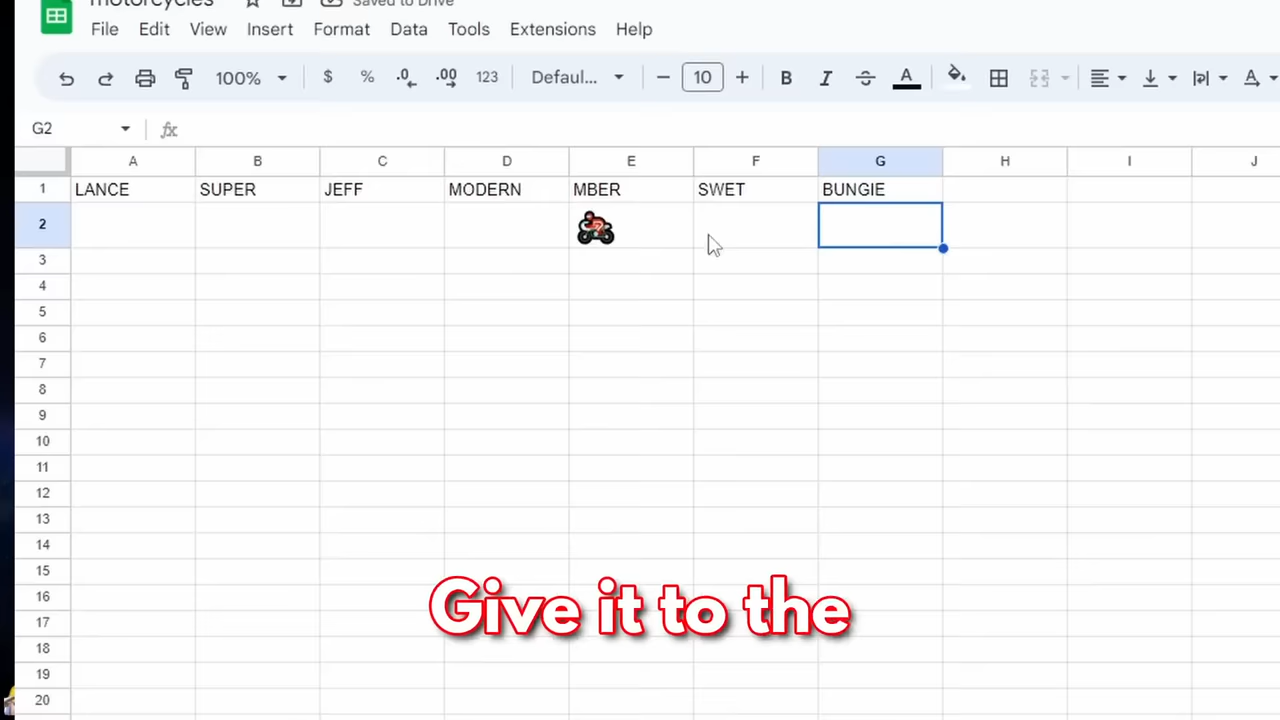 motorcycles Saved to Drive
File Edit View Insert Format Data Tools Extensions Help
100% $ % .0 .00 123 Defaul... 10 B I A A
G2 fx
A B C D E F G H I J
1 LANCE SUPER JEFF MODERN MBER SWET BUNGIE
2
3
4
5
6
7
8
9
10
11
12
13
14
15
16
17
18
19
20
Give it to the